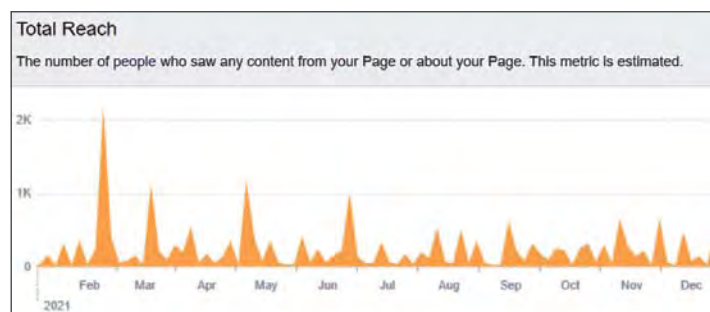 Total Reach
The number of people who saw any content from your Page or about your Page. This metric is estimated.
2K
1K
0
Feb Mar Apr May Jun Jul Aug Sep Oct Nov Dec
2021